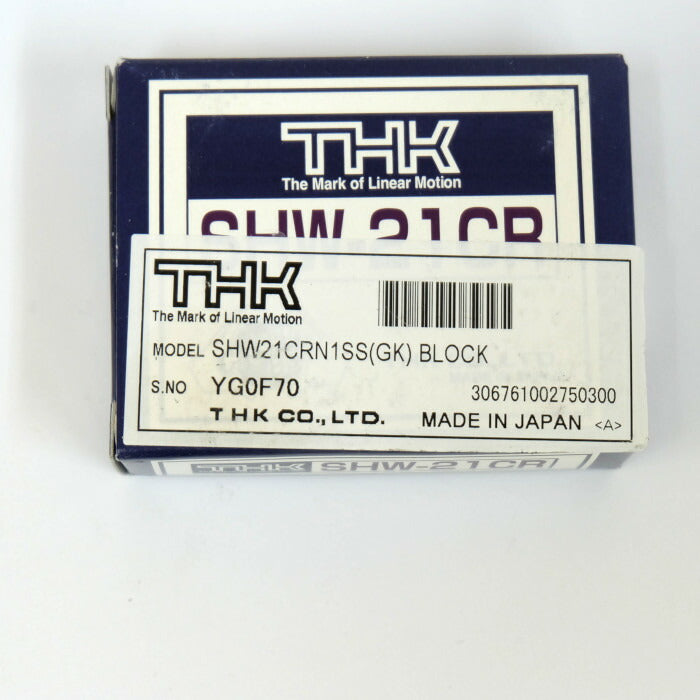 THK
The Mark of Linear Motion
SHW-21CR
THK
The Mark of Linear Motion
MODEL SHW21CRN1SS(GK) BLOCK
S.NO YG0F70
306761002750300
THK CO., LTD. MADE IN JAPAN <A>
THK SHW-21CR